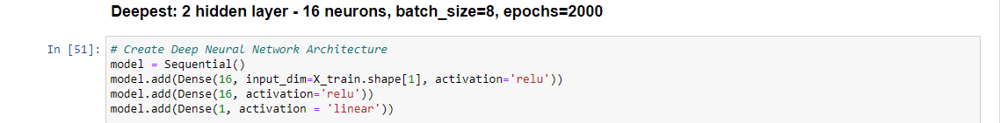 Deepest: 2 hidden layer - 16 neurons, batch_size=8, epochs=2000
In [51]: # Create Deep Neural Network Architecture
model = Sequential()
model.add(Dense(16, input_dim=X_train.shape[1], activation='relu'))
model.add(Dense(16, activation='relu'))
model.add(Dense(1, activation = 'linear'))